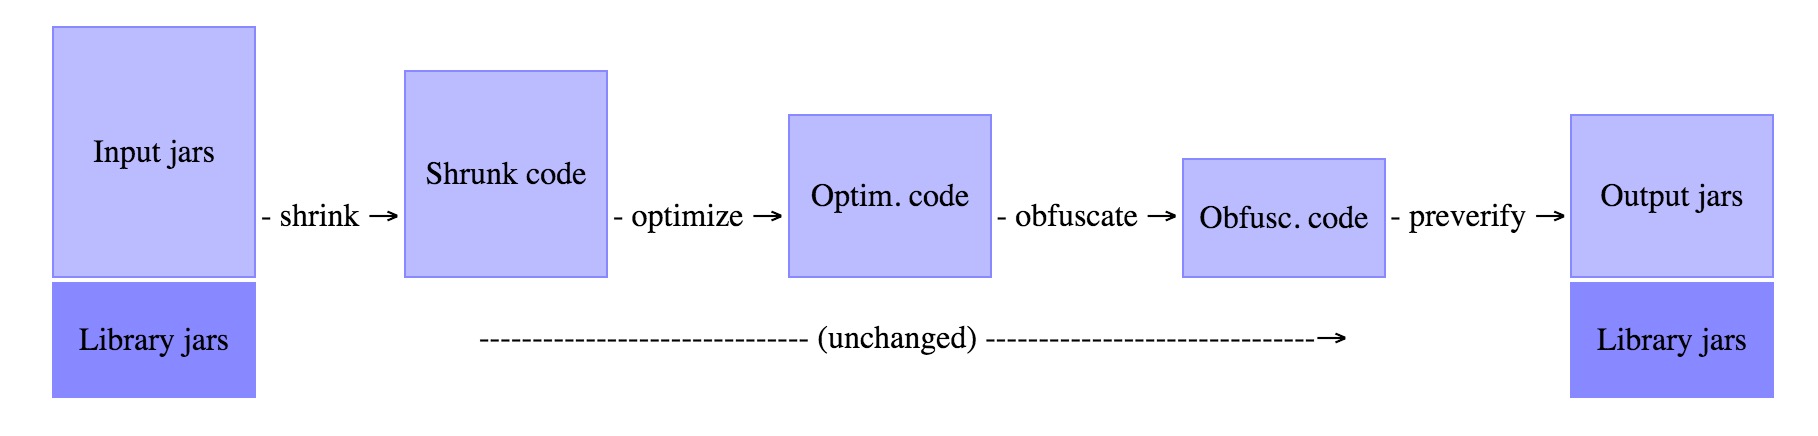 Input jars
- shrink →
Shrunk code
- optimize →
Optim. code
- obfuscate →
Obfusc. code
- preverify →
Output jars
Library jars
------------------------------- (unchanged) -------------------------------→
Library jars